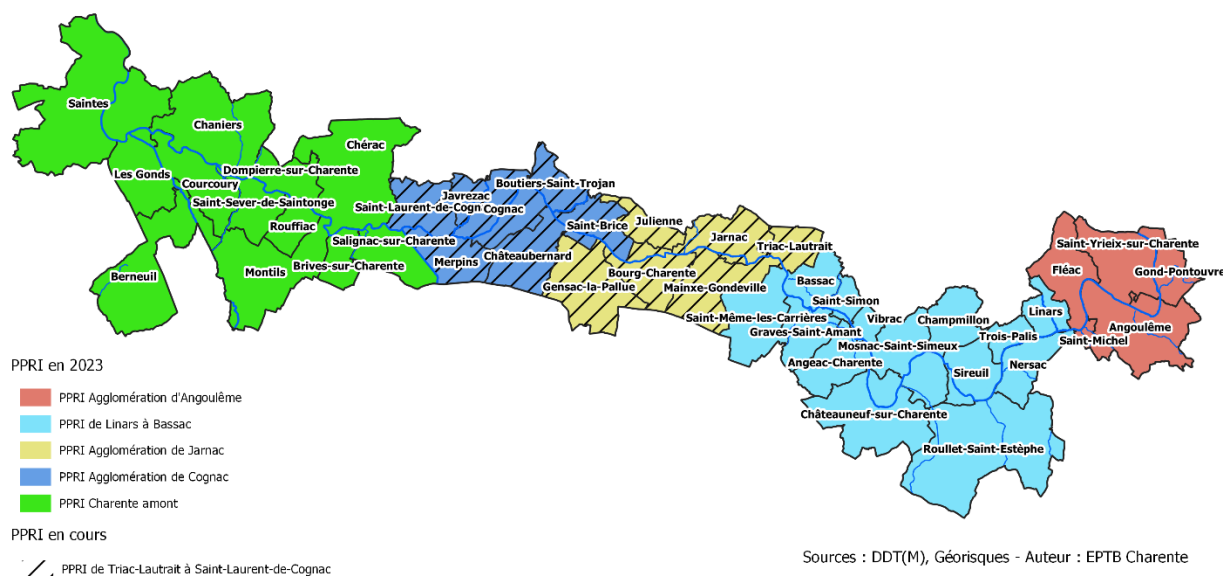 Saintes
Chaniers
Chérac
Les Gonds
Dompierre-sur-Charente
Courcoury
Saint-Sever-de-Saintonge
Rouffiac
Berneuil
Montils
Salignac-sur-Charente
Brives-sur-Charente
Boutiers-Saint-Trojan
Javrezac
Saint-Laurent-de-Cogn
Cognac
Saint-Brice
Châteaubernard
Merpins
Julienne
Jarnac
Triac-Lautrait
Bourg-Charente
Gensac-la-Pallue
Mainxe-Gondeville
Bassac
Saint-Simon
Saint-Même-les-Carrières
Vibrac
Champmillon
Graves-Saint-Amant
Mosnac-Saint-Simeux
Trois-Palis
Linars
Angeac-Charente
Sireuil
Nersac
Châteauneuf-sur-Charente
Roullet-Saint-Estèphe
Saint-Yrieix-sur-Charente
Fléac
Gond-Pontouvre
Angoulême
Saint-Michel
PPRI en 2023
PPRI Agglomération d'Angoulême
PPRI de Linars à Bassac
PPRI Agglomération de Jarnac
PPRI Agglomération de Cognac
PPRI Charente amont
PPRI en cours
PPRI de Triac-Lautrait à Saint-Laurent-de-Cognac
Sources : DDT(M), Géorisques - Auteur : EPTB Charente